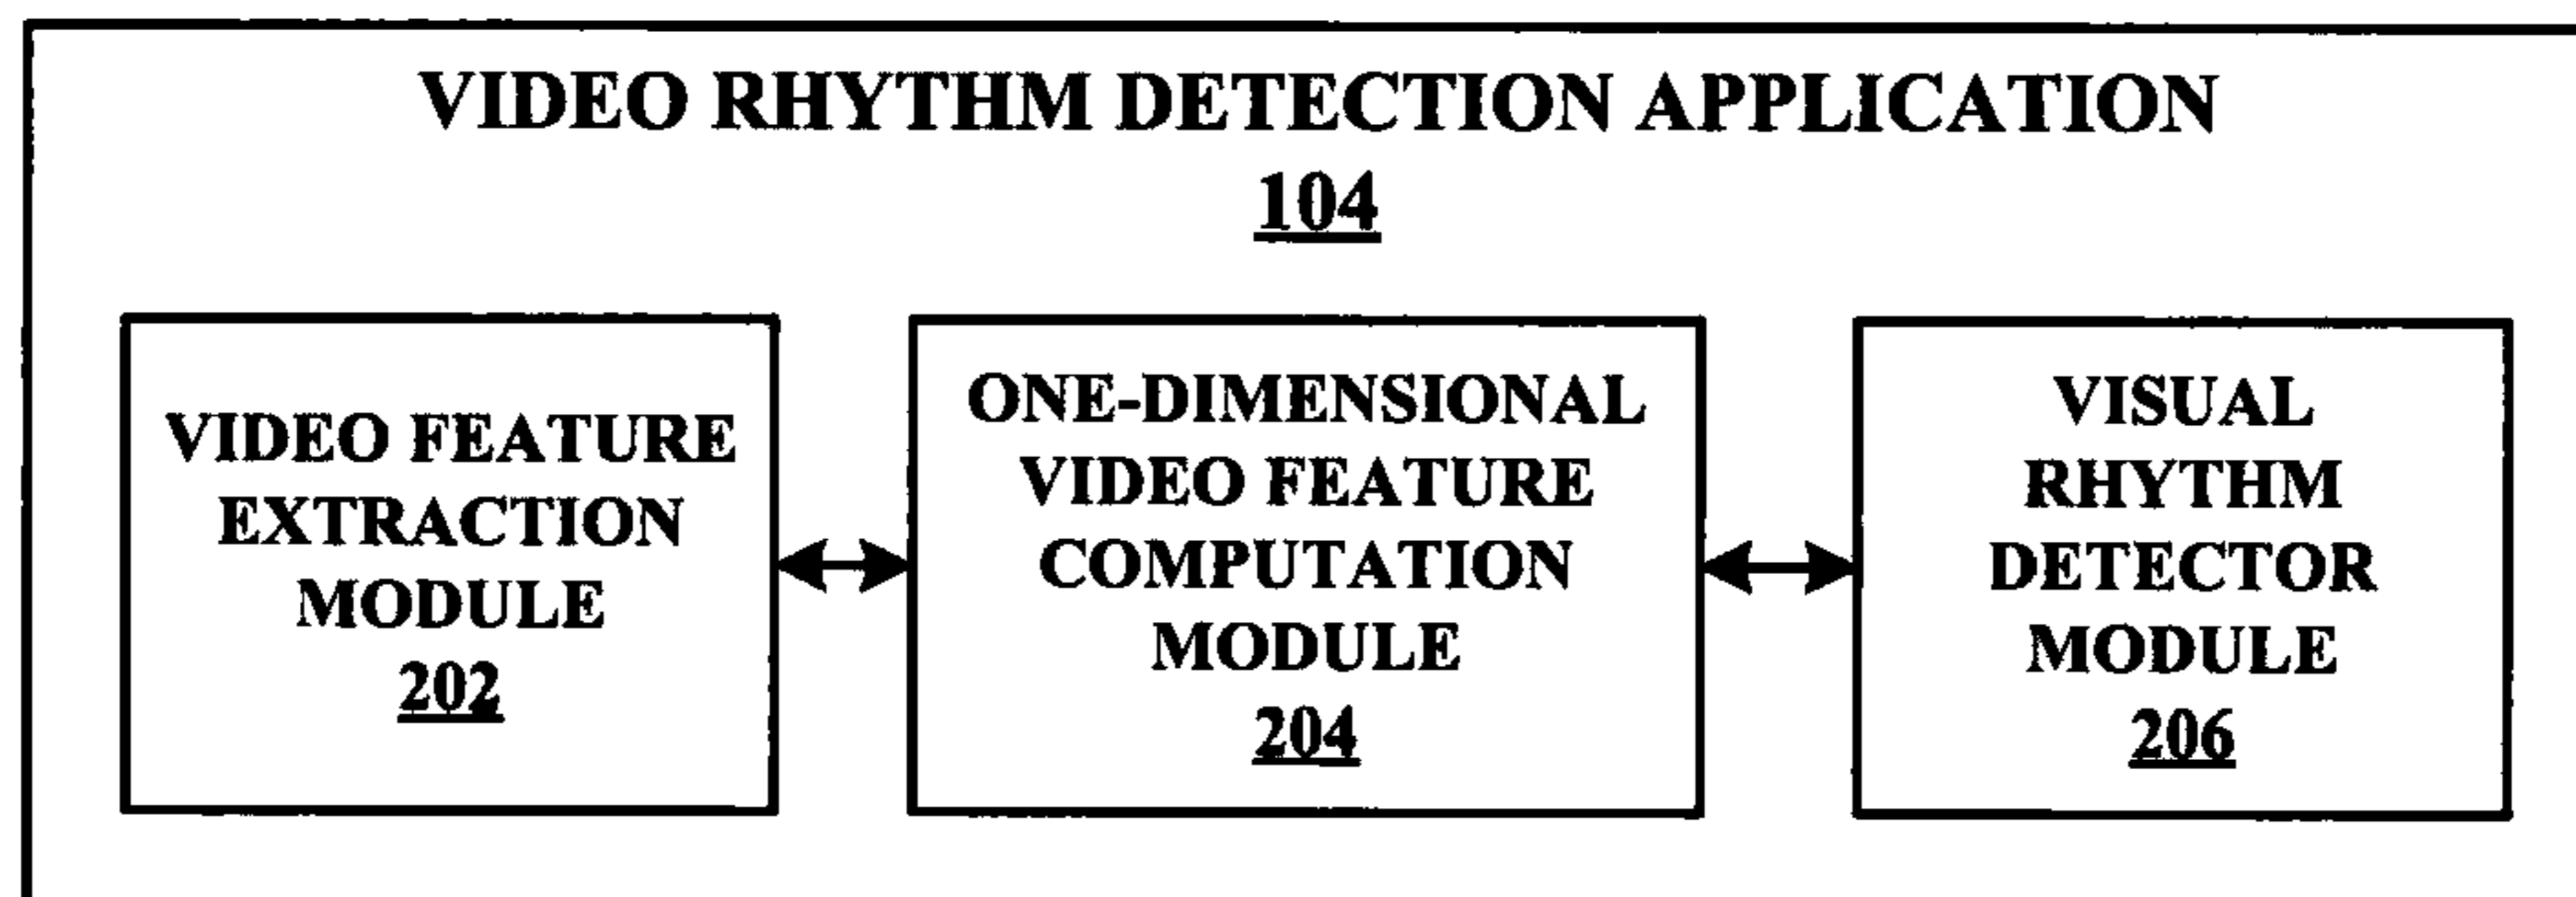 VIDEO RHYTHM DETECTION APPLICATION
104
VIDEO FEATURE
EXTRACTION
MODULE
202
ONE-DIMENSIONAL
VIDEO FEATURE
COMPUTATION
MODULE
204
VISUAL
RHYTHM
DETECTOR
MODULE
206